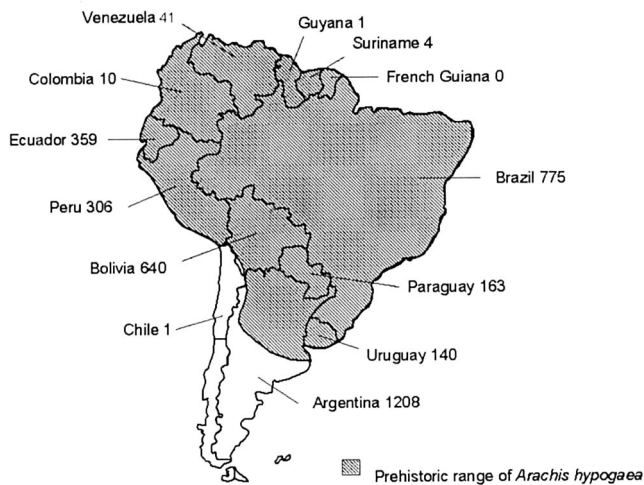 Venezuela 41
Guyana 1
Suriname 4
Colombia 10
French Guiana 0
Ecuador 359
Brazil 775
Peru 306
Bolivia 640
Paraguay 163
Chile 1
Uruguay 140
Argentina 1208
Prehistoric range of Arachis hypogaea